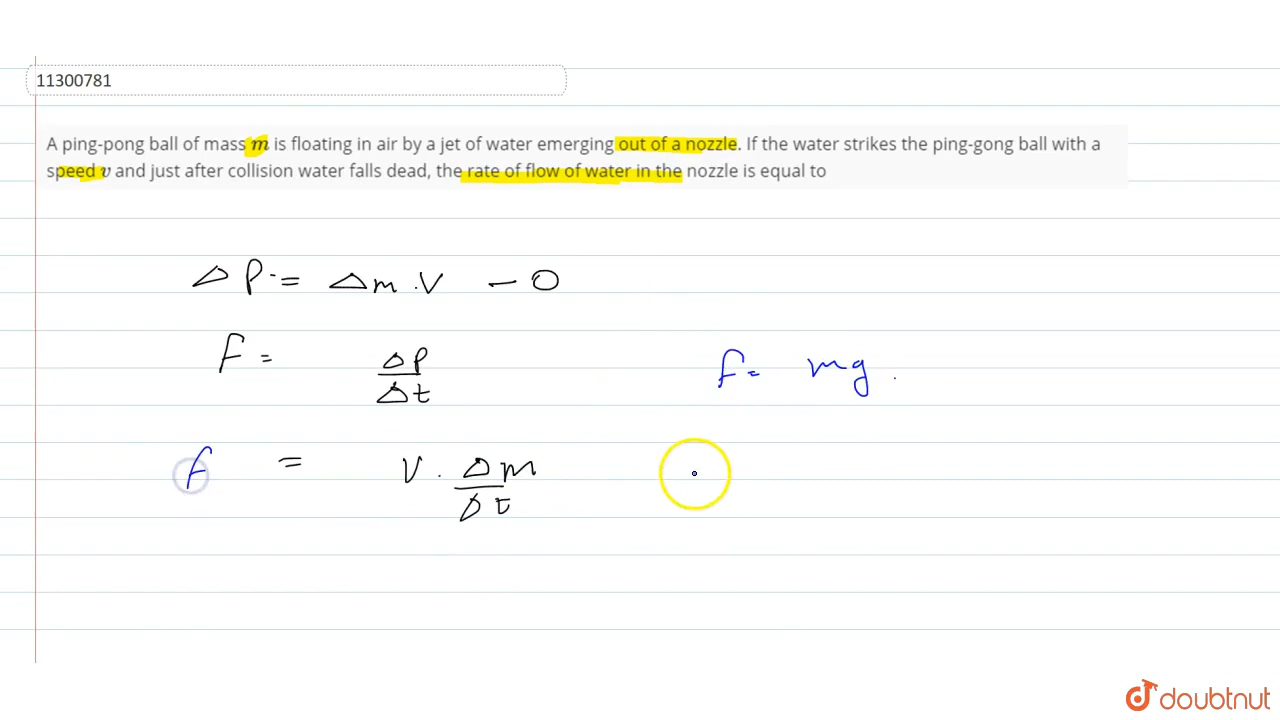 11300781
A ping-pong ball of mass m is floating in air by a jet of water emerging out of a nozzle. If the water strikes the ping-gong ball with a
speed v and just after collision water falls dead, the rate of flow of water in the nozzle is equal to
ΔP = Δm . V - 0
F = ΔP/Δt
F = mg.
F = V . Δm/Δt
doubtnut